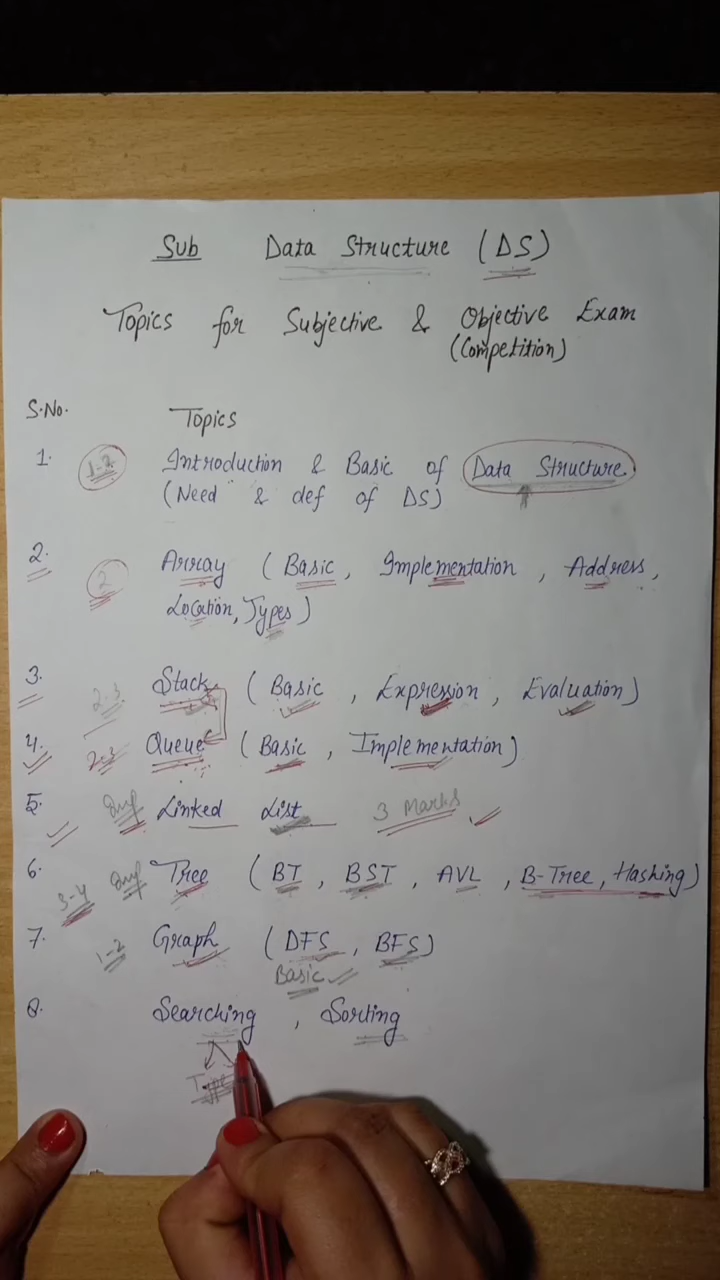 Sub Data Structure (DS)
Topics for Subjective & Objective Exam
(Competition)
S.No. Topics
1. 1-2 Introduction & Basic of Data Structure
(Need & def of DS)
2. 2 Array (Basic, Implementation, Address,
Location, Types)
3. 2-3 Stack (Basic, Expression, Evaluation)
4. 2-3 Queue (Basic, Implementation)
5. Imp Linked List 3 Marks
6. 3-4 Imp Tree (BT, BST, AVL, B-Tree, Hashing)
7. 1-2 Graph (DFS, BFS)
Basic
8. Searching, Sorting